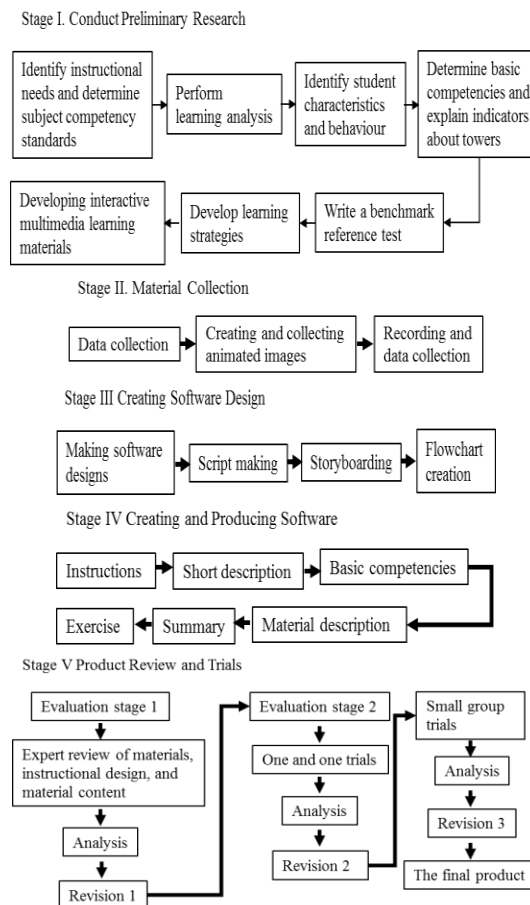 Stage I. Conduct Preliminary Research
Identify instructional
needs and determine
subject competency
standards
Perform
learning analysis
Identify student
characteristics
and behaviour
Determine basic
competencies and
explain indicators
about towers
Write a benchmark
reference test
Develop learning
strategies
Developing interactive
multimedia learning
materials
Stage II. Material Collection
Data collection
Creating and collecting
animated images
Recording and
data collection
Stage III Creating Software Design
Making software
designs
Script making
Storyboarding
Flowchart
creation
Stage IV Creating and Producing Software
Instructions
Short description
Basic competencies
Material description
Summary
Exercise
Stage V Product Review and Trials
Evaluation stage 1
Expert review of materials,
instructional design, and
material content
Analysis
Revision 1
Evaluation stage 2
One and one trials
Analysis
Revision 2
Small group
trials
Analysis
Revision 3
The final product